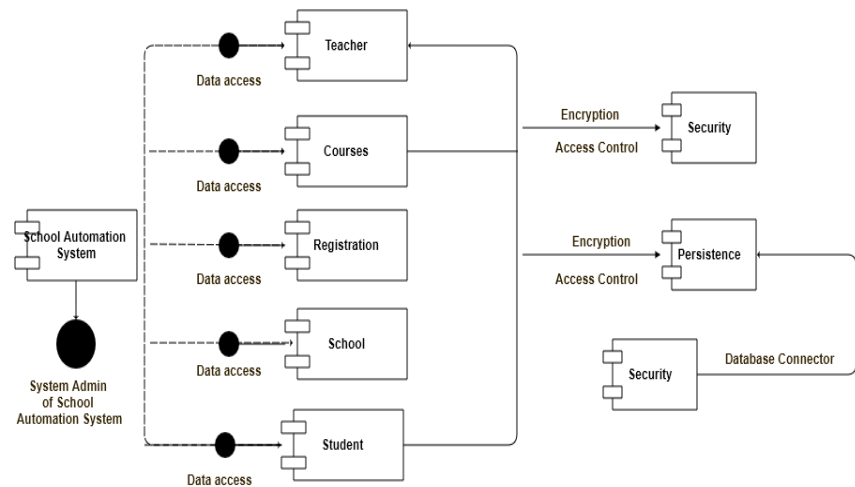 Teacher
Data access
Encryption
Security
Access Control
Courses
Data access
School Automation
System
Registration
Data access
Encryption
Persistence
Access Control
School
Data access
Database Connector
Security
System Admin
of School
Automation System
Student
Data access